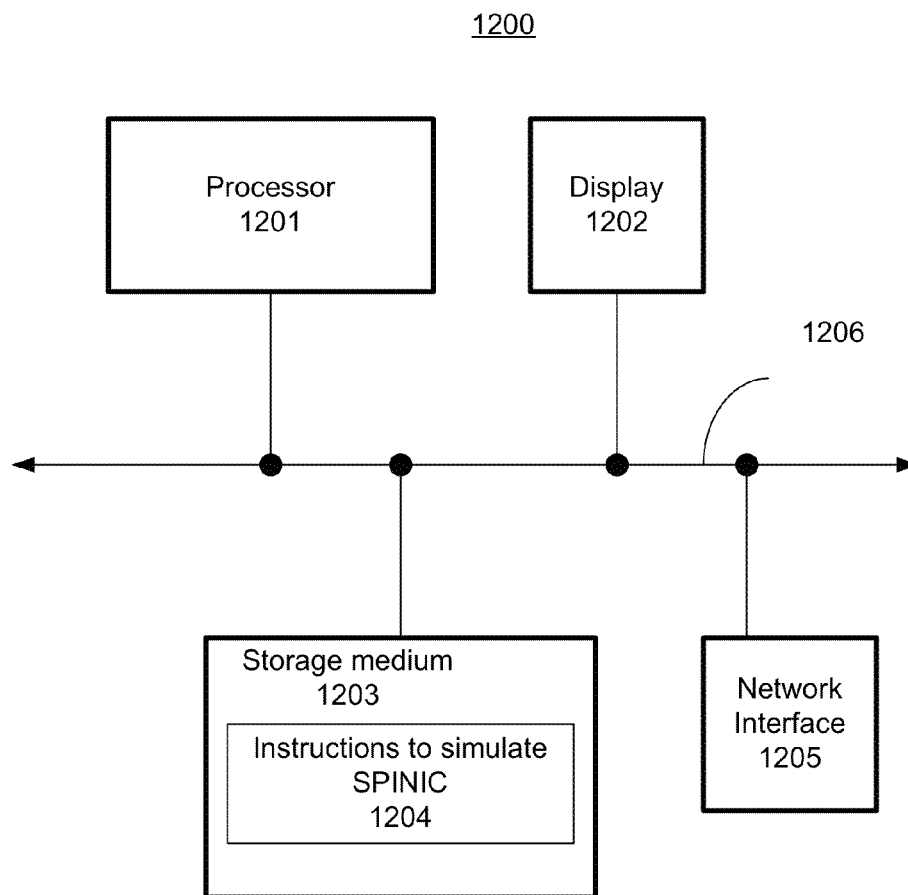 1200
Processor
1201
Display
1202
1206
Storage medium
1203
Instructions to simulate
SPINIC
1204
Network
Interface
1205